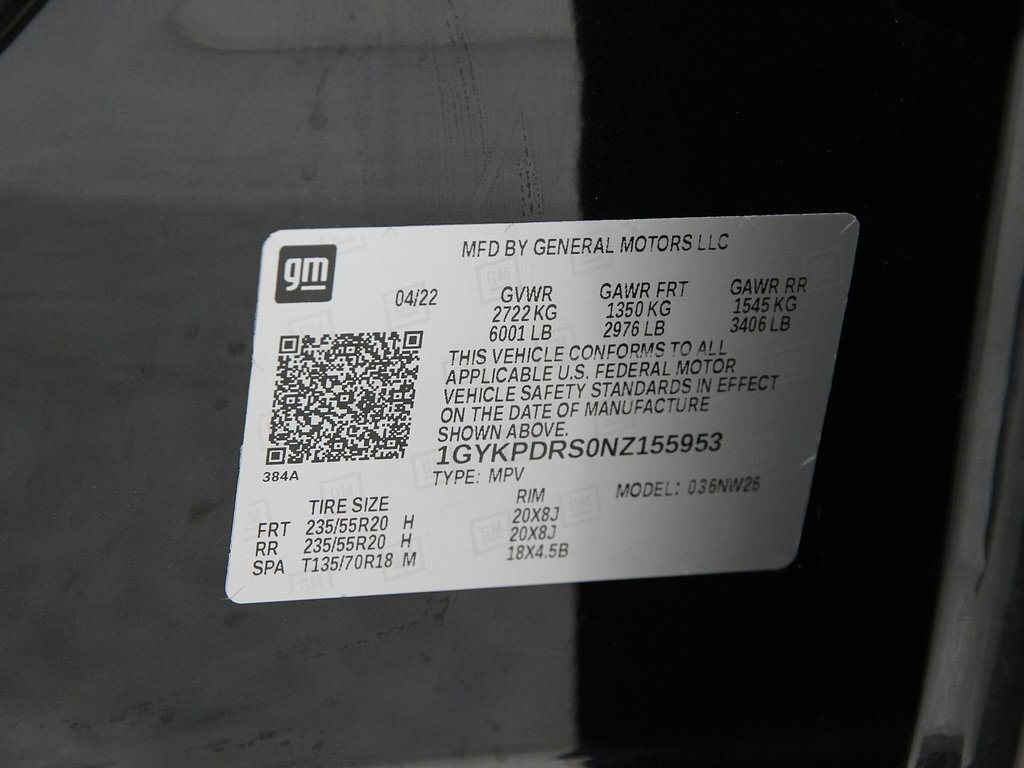 gm
MFD BY GENERAL MOTORS LLC
04/22 GVWR GAWR FRT GAWR RR
2722 KG 1350 KG 1545 KG
6001 LB 2976 LB 3406 LB
THIS VEHICLE CONFORMS TO ALL
APPLICABLE U.S. FEDERAL MOTOR
VEHICLE SAFETY STANDARDS IN EFFECT
ON THE DATE OF MANUFACTURE
SHOWN ABOVE.
1GYKPDRS0NZ155953
384A
TYPE: MPV MODEL: 036NW26
TIRE SIZE RIM
FRT 235/55R20 H 20X8J
RR 235/55R20 H 20X8J
SPA T135/70R18 M 18X4.5B